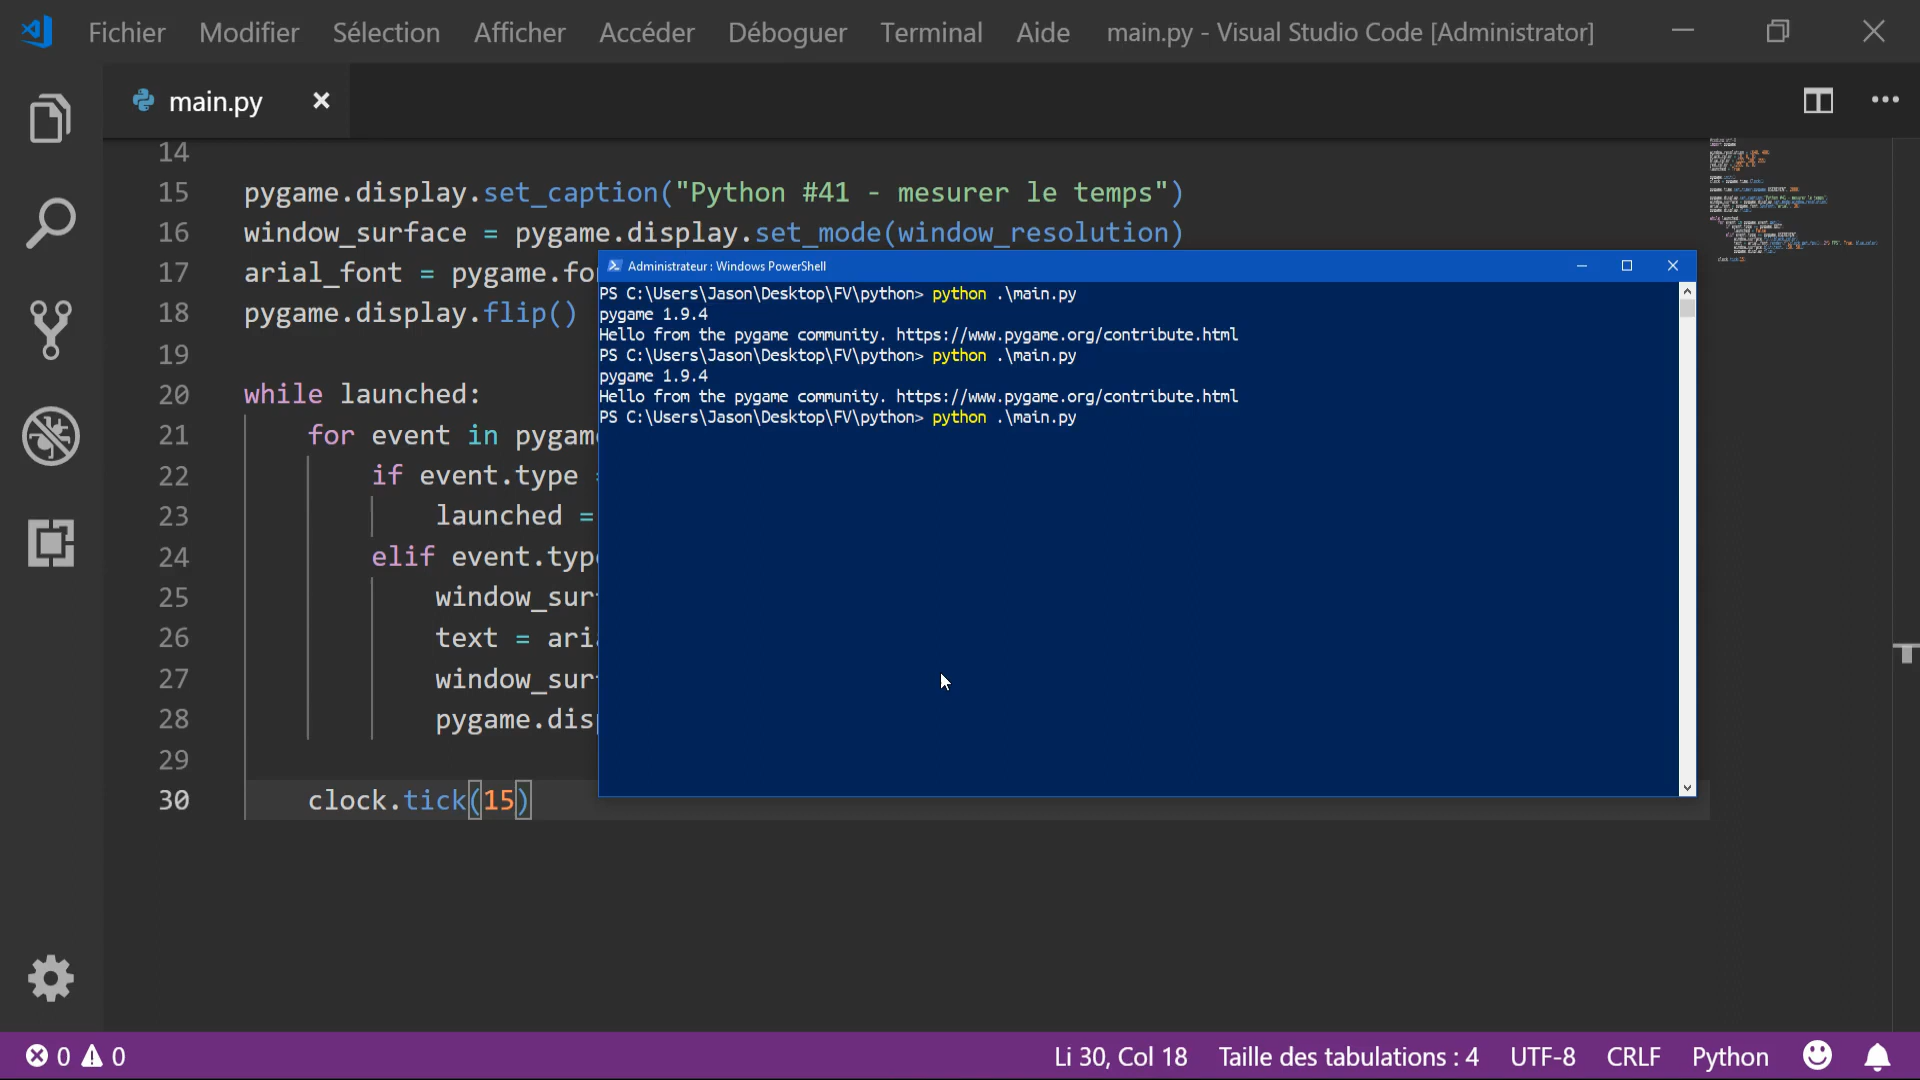 Fichier Modifier Sélection Afficher Accéder Déboguer Terminal Aide main.py - Visual Studio Code [Administrator]
main.py
14
15 pygame.display.set_caption("Python #41 - mesurer le temps")
16 window_surface = pygame.display.set_mode(window_resolution)
17 arial_font = pygame.fo
18 pygame.display.flip()
19
20 while launched:
21 for event in pygam
22 if event.type
23 launched =
24 elif event.typ
25 window_sur
26 text = ari
27 window_sur
28 pygame.dis
29
30 clock.tick(15)
Administrateur : Windows PowerShell
PS C:\Users\Jason\Desktop\FV\python> python .\main.py
pygame 1.9.4
Hello from the pygame community. https://www.pygame.org/contribute.html
PS C:\Users\Jason\Desktop\FV\python> python .\main.py
pygame 1.9.4
Hello from the pygame community. https://www.pygame.org/contribute.html
PS C:\Users\Jason\Desktop\FV\python> python .\main.py
0 0 Li 30, Col 18 Taille des tabulations : 4 UTF-8 CRLF Python